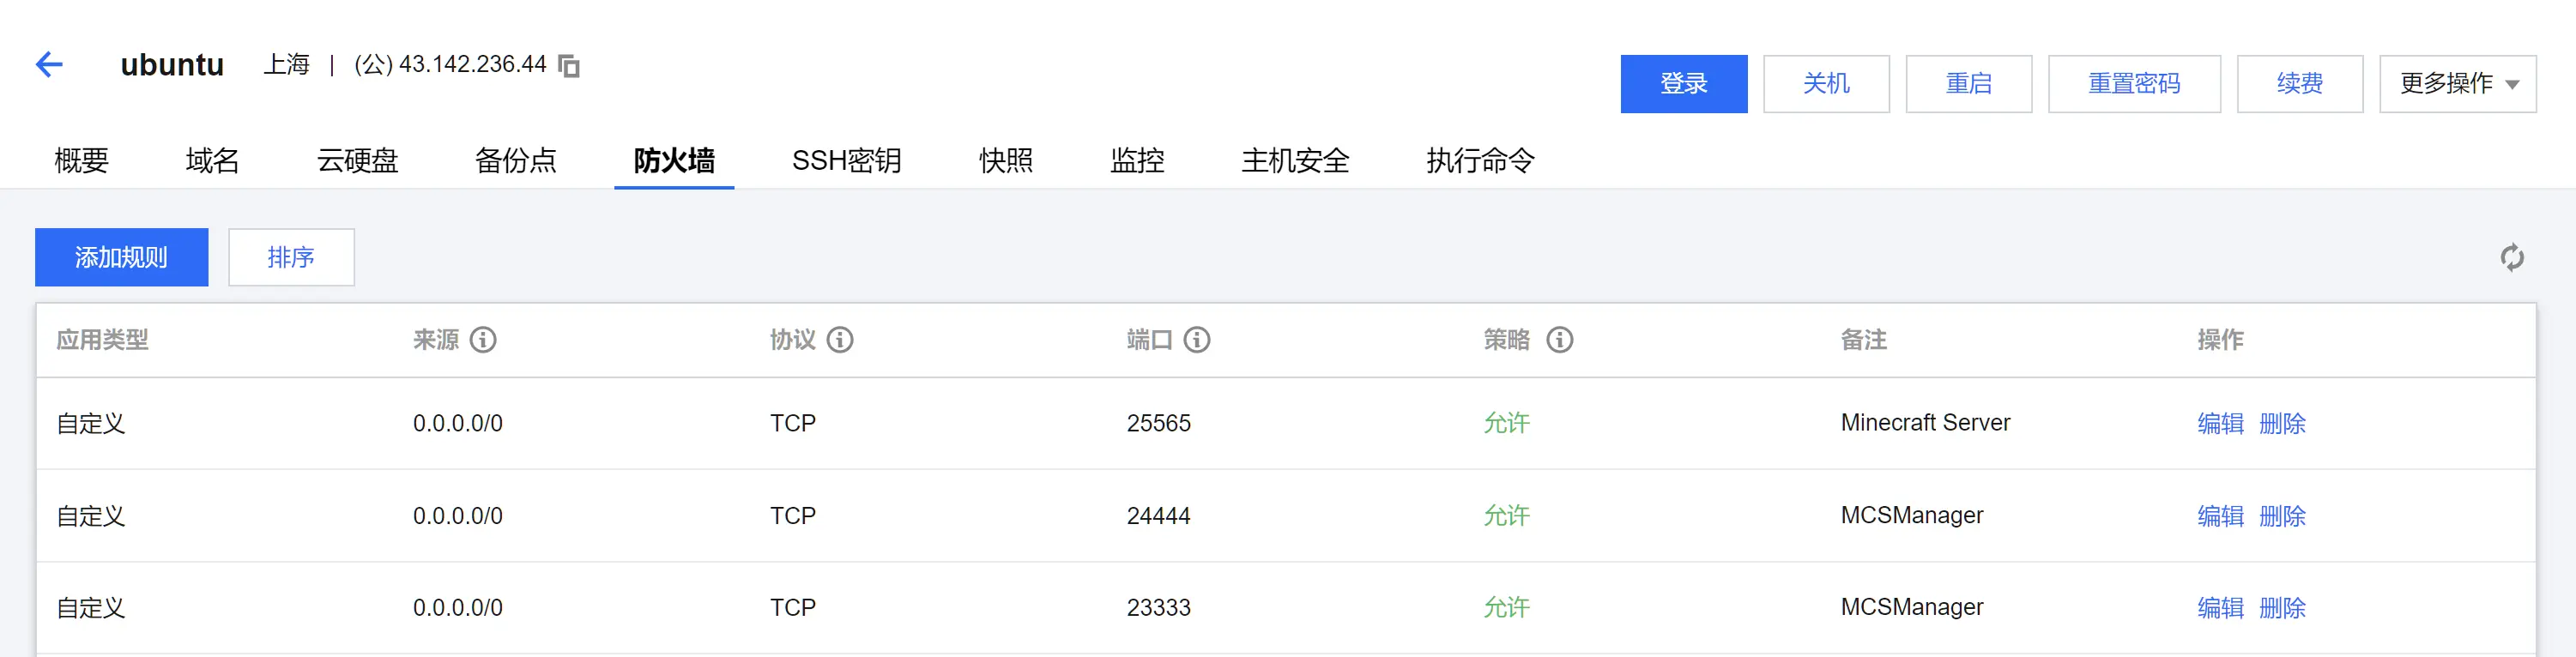 ubuntu 上海 | (公) 43.142.236.44
登录 关机 重启 重置密码 续费 更多操作
概要 域名 云硬盘 备份点 防火墙 SSH密钥 快照 监控 主机安全 执行命令
添加规则 排序
应用类型 来源 协议 端口 策略 备注 操作
自定义 0.0.0.0/0 TCP 25565 允许 Minecraft Server 编辑 删除
自定义 0.0.0.0/0 TCP 24444 允许 MCSManager 编辑 删除
自定义 0.0.0.0/0 TCP 23333 允许 MCSManager 编辑 删除